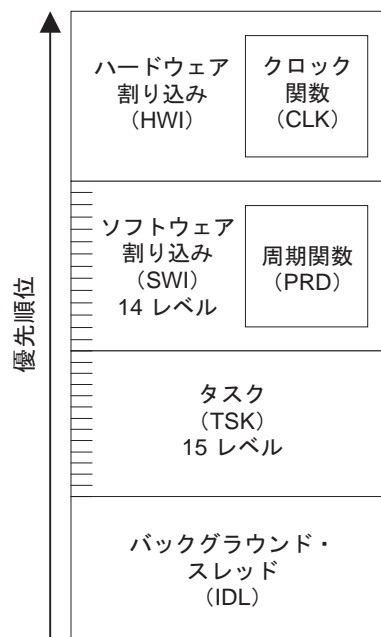 優先順位
ハードウェア
割り込み
（HWI）
クロック
関数
（CLK）
ソフトウェア
割り込み
（SWI）
14 レベル
周期関数
（PRD）
タスク
（TSK）
15 レベル
バックグラウンド・
スレッド
（IDL）